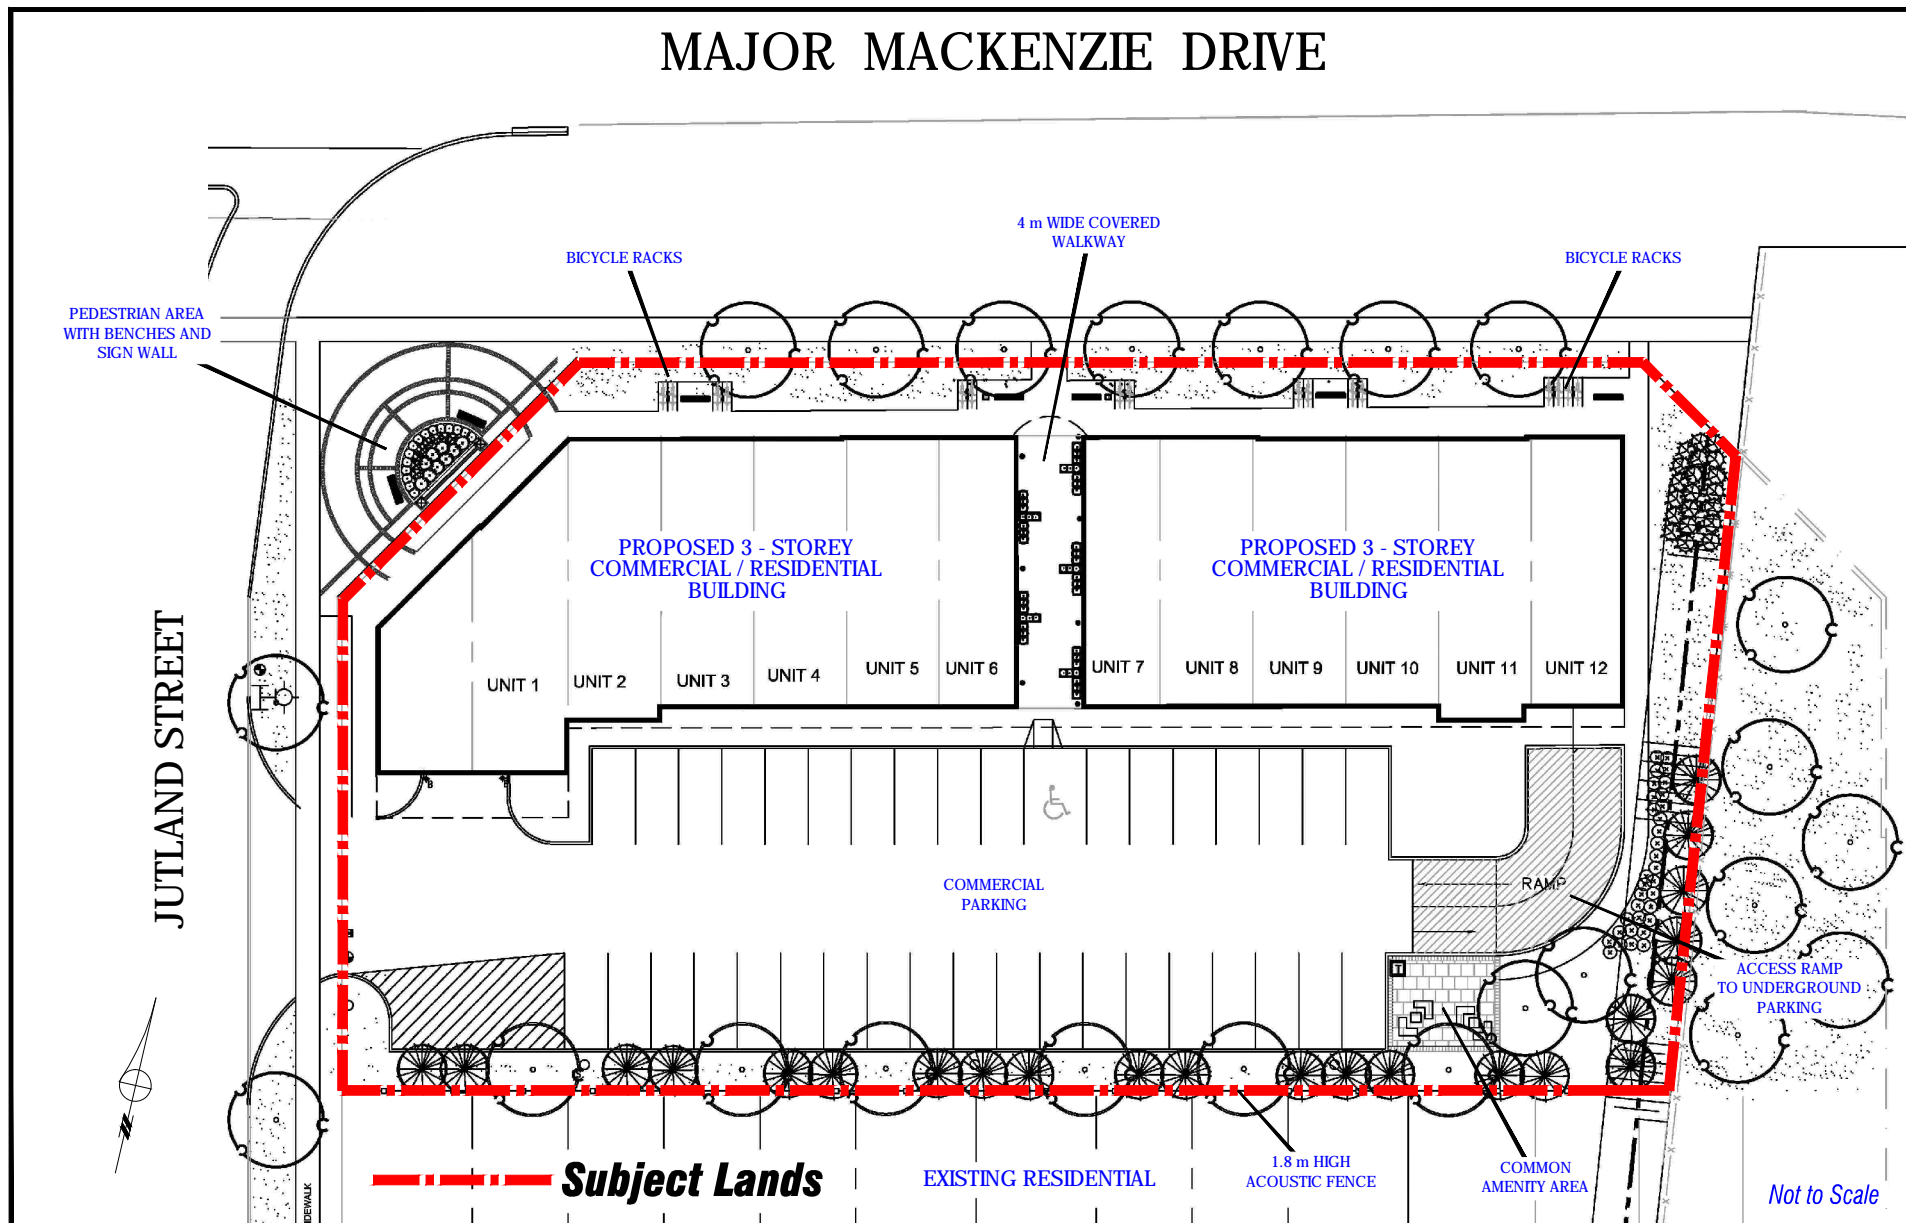 MAJOR MACKENZIE DRIVE
4 m WIDE COVERED
WALKWAY
BICYCLE RACKS
BICYCLE RACKS
PEDESTRIAN AREA
WITH BENCHES AND
SIGN WALL
PROPOSED 3 - STOREY
COMMERCIAL / RESIDENTIAL
BUILDING
PROPOSED 3 - STOREY
COMMERCIAL / RESIDENTIAL
BUILDING
JUTLAND STREET
UNIT 1
UNIT 2
UNIT 3
UNIT 4
UNIT 5
UNIT 6
UNIT 7
UNIT 8
UNIT 9
UNIT 10
UNIT 11
UNIT 12
COMMERCIAL
PARKING
RAMP
T
ACCESS RAMP
TO UNDERGROUND
PARKING
N
1.8 m HIGH
ACOUSTIC FENCE
COMMON
AMENITY AREA
Subject Lands
EXISTING RESIDENTIAL
Not to Scale